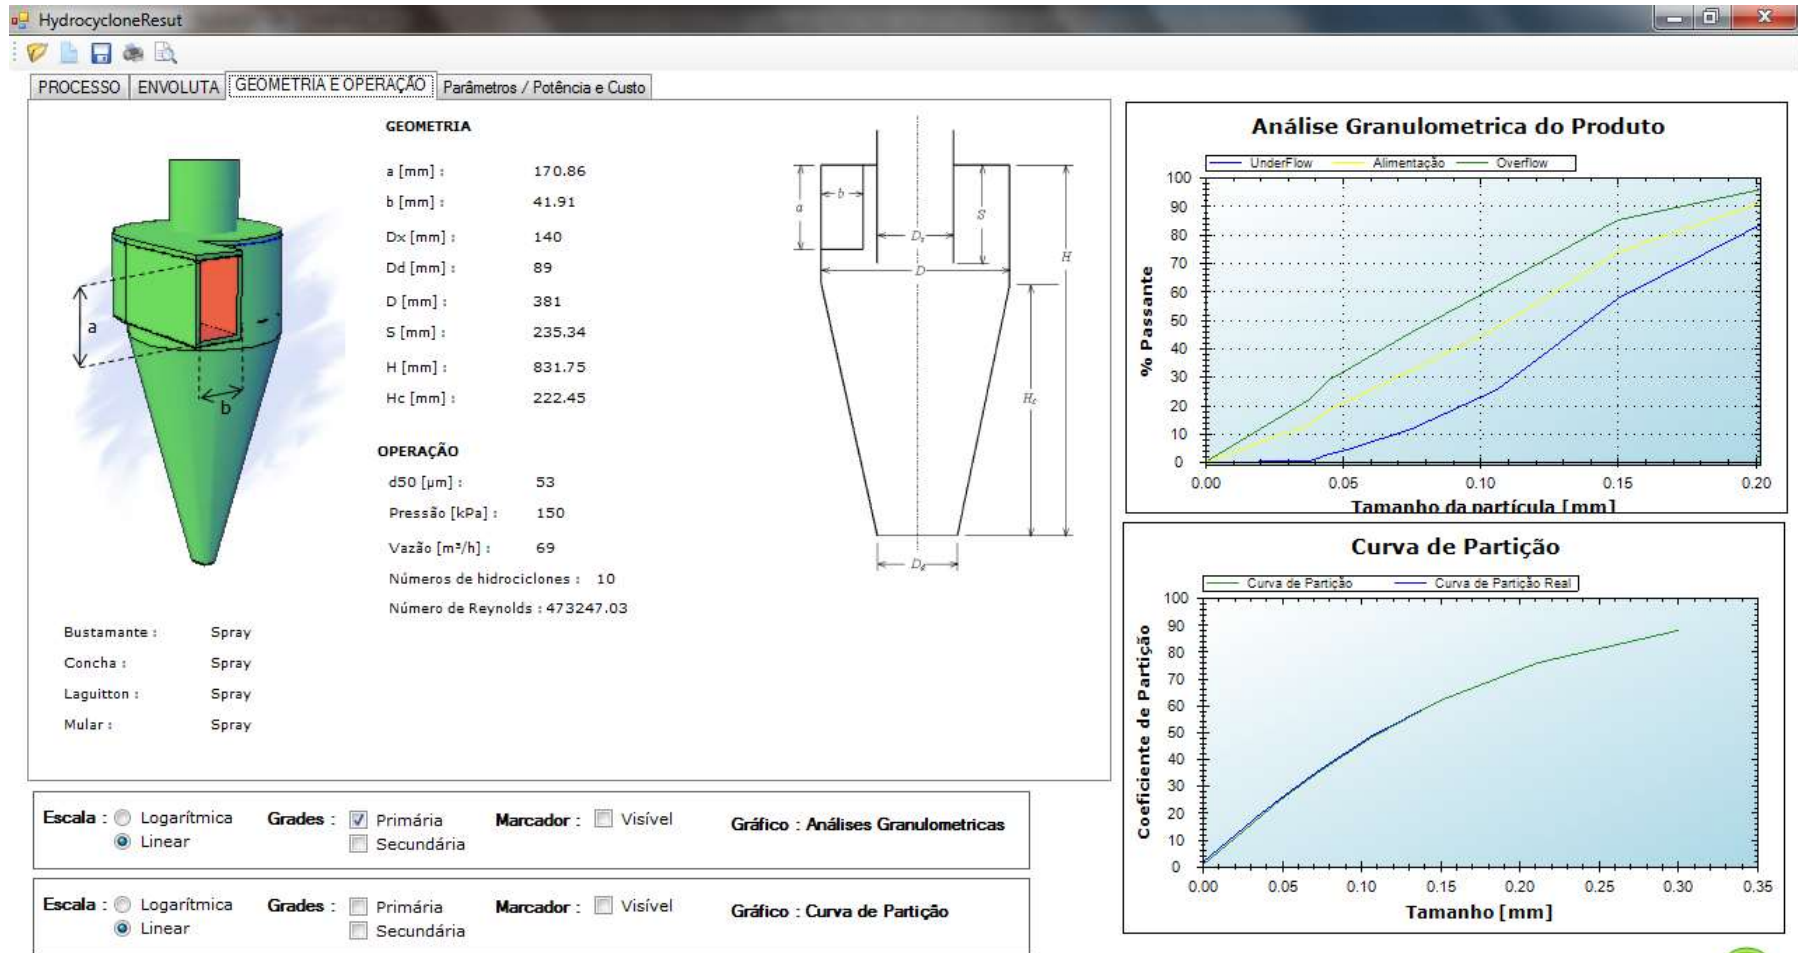 HydrocycloneResut
PROCESSO ENVOLUTA GEOMETRIA E OPERAÇÃO Parâmetros / Potência e Custo
GEOMETRIA
a [mm] : 170.86
b [mm] : 41.91
Dx [mm] : 140
Dd [mm] : 89
D [mm] : 381
S [mm] : 235.34
H [mm] : 831.75
Hc [mm] : 222.45
OPERAÇÃO
d50 [µm] : 53
Pressão [kPa] : 150
Vazão [m³/h] : 69
Números de hidrociclones : 10
Número de Reynolds : 473247.03
a
b
Bustamante : Spray
Concha : Spray
Laguitton : Spray
Mular : Spray
a
b
S
Dx
D
H
Hc
Dd
Análise Granulometrica do Produto
UnderFlow Alimentação Overflow
% Passante
100
90
80
70
60
50
40
30
20
10
0
0.00 0.05 0.10 0.15 0.20
Tamanho da partícula [mm]
Curva de Partição
Curva de Partição Curva de Partição Real
Coeficiente de Partição
100
90
80
70
60
50
40
30
20
10
0
0.00 0.05 0.10 0.15 0.20 0.25 0.30 0.35
Tamanho [mm]
Escala : Logarítmica Grades : Primária Marcador : Visível Gráfico : Análises Granulometricas
Linear Secundária
Escala : Logarítmica Grades : Primária Marcador : Visível Gráfico : Curva de Partição
Linear Secundária